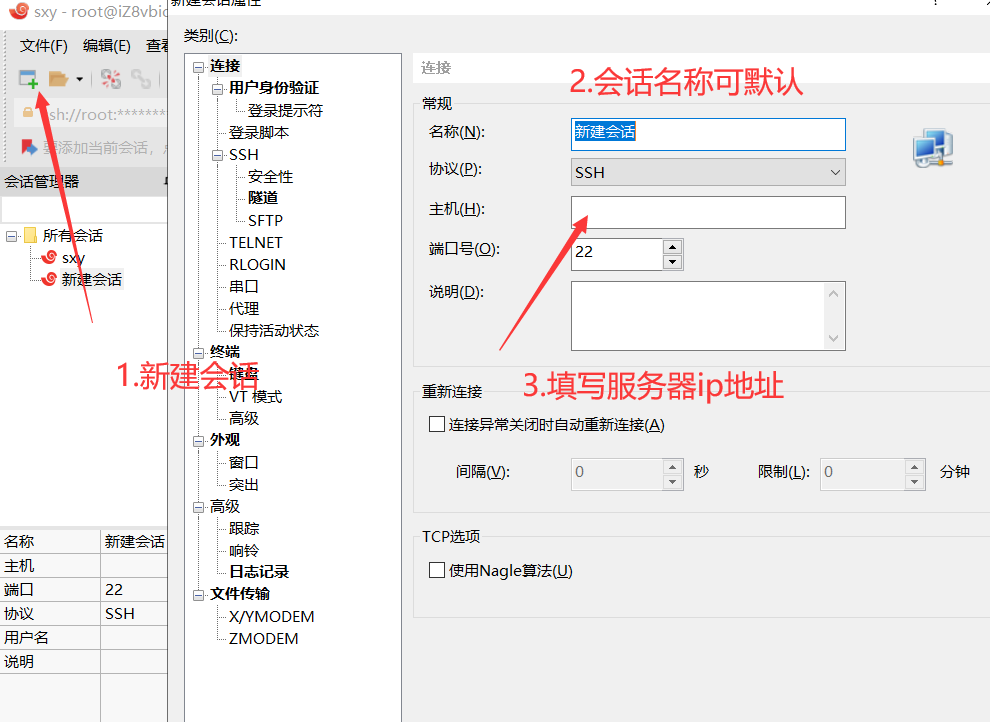 sxy - root@iZ8vbic
新建会话属性
文件(F) 编辑(E) 查看
sh://root:*******
要添加当前会话，
会话管理器
所有会话
sxy
新建会话
1.新建会话
名称 新建会话
主机
端口 22
协议 SSH
用户名
说明
类别(C):
连接
用户身份验证
登录提示符
登录脚本
SSH
安全性
隧道
SFTP
TELNET
RLOGIN
串口
代理
保持活动状态
终端
键盘
VT 模式
高级
外观
窗口
突出
高级
跟踪
响铃
日志记录
文件传输
X/YMODEM
ZMODEM
连接
2.会话名称可默认
常规
名称(N): 新建会话
协议(P): SSH
主机(H):
端口号(O): 22
说明(D):
3.填写服务器ip地址
重新连接
连接异常关闭时自动重新连接(A)
间隔(V): 0 秒 限制(L): 0 分钟
TCP选项
使用Nagle算法(U)